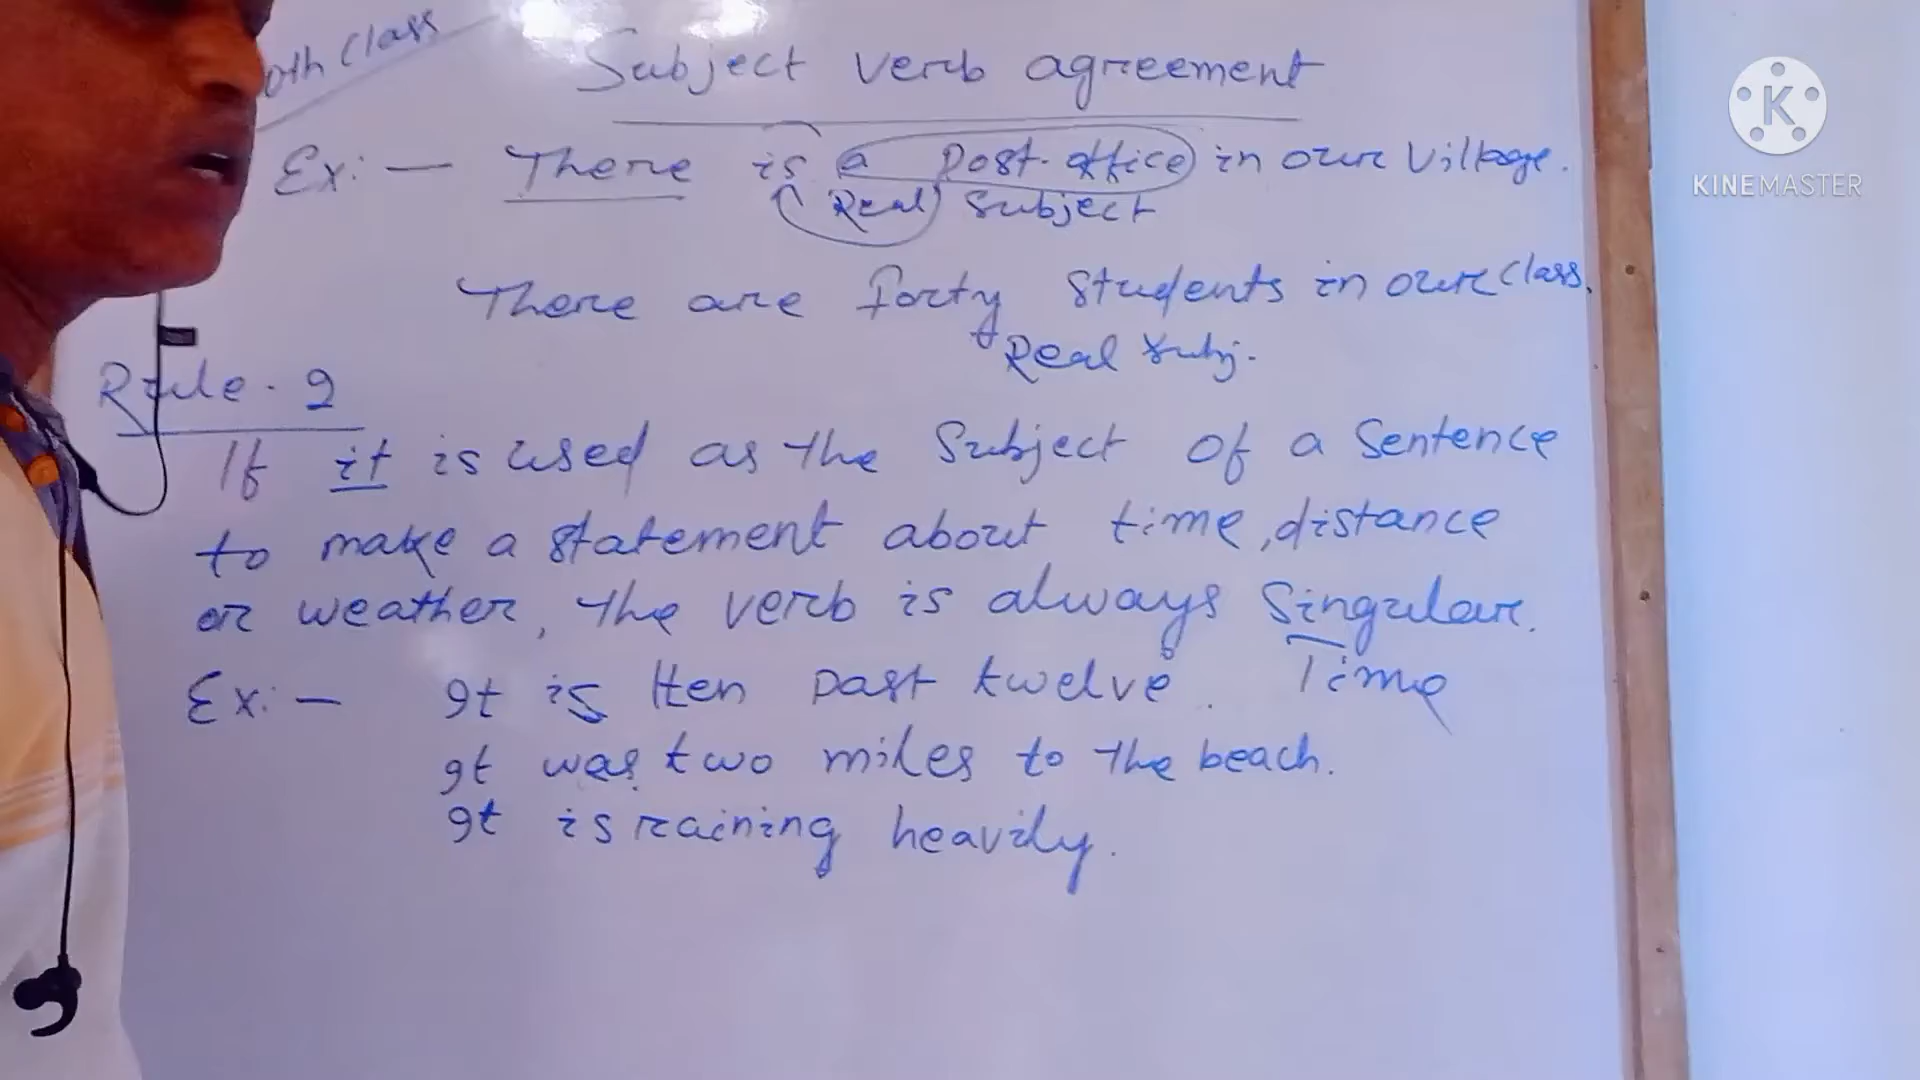 oth class
Subject verb agreement
Ex:- There is a post-office in our village.
Real Subject
There are forty students in our class.
Real Subj.
Rule-9
If it is used as the Subject of a Sentence
to make a statement about time, distance
or weather, the verb is always Singular.
Ex:- It is ten past twelve. Time
It was two miles to the beach.
It is raining heavily.
K
KINEMASTER